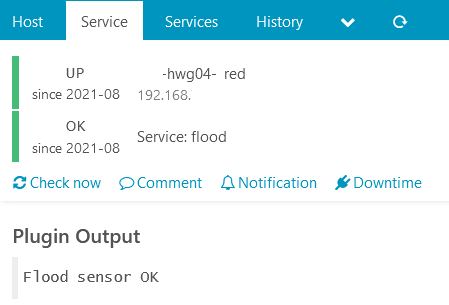 Host Service Services History
UP -hwg04- red
since 2021-08 192.168.
OK
Service: flood
since 2021-08
Check now Comment Notification Downtime
Plugin Output
Flood sensor OK